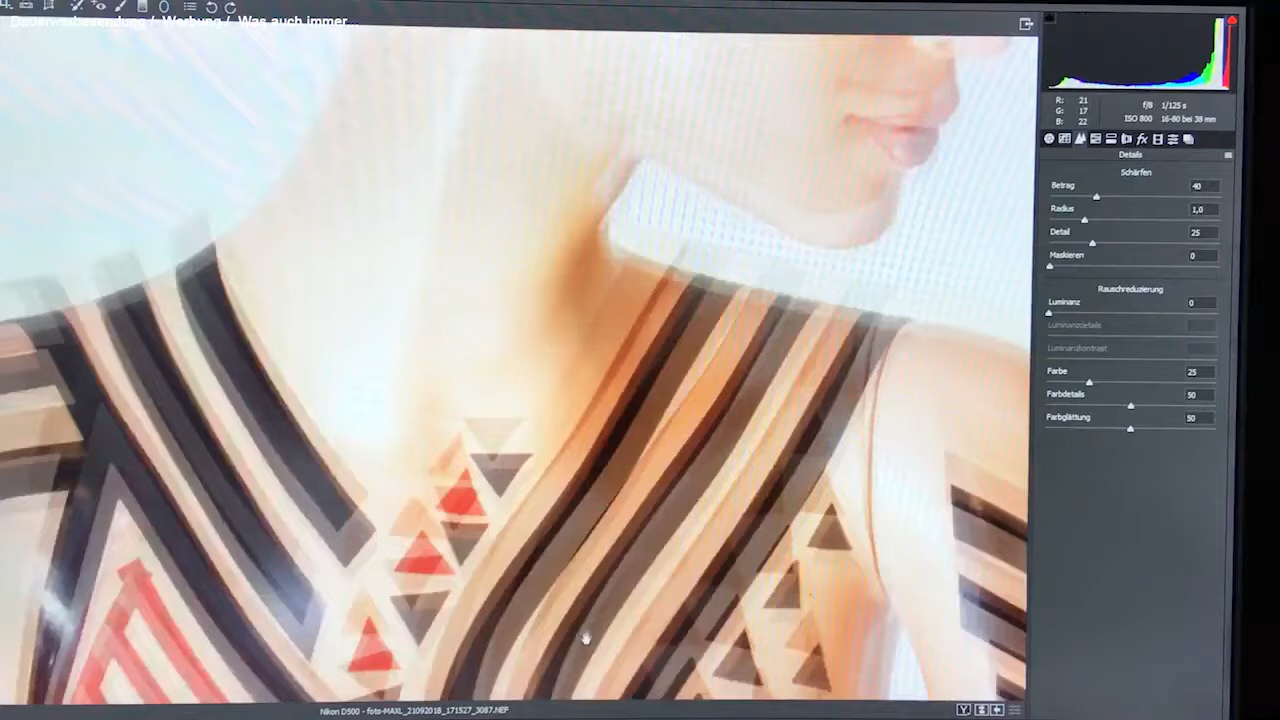 Dauerwerbesendung / Werbung / Was auch immer...
R: 21
G: 17
B: 22
f/8 1/125 s
ISO 800 16-80 bei 38 mm
Details
Schärfen
Betrag 40
Radius 1,0
Detail 25
Maskieren 0
Rauschreduzierung
Luminanz 0
Luminanzdetails
Luminanzkontrast
Farbe 25
Farbdetails 50
Farbglättung 50
Nikon D500 - foto-MAXL_21092018_171527_3087.NEF